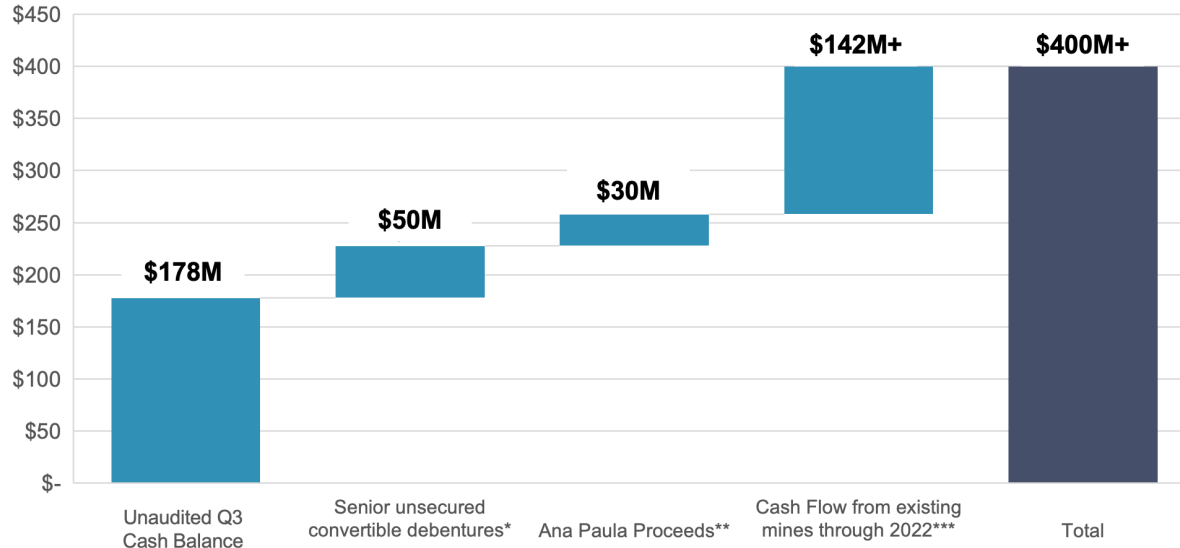 $450
$400
$350
$300
$250
$200
$150
$100
$50
$-
$178M
$50M
$30M
$142M+
$400M+
Unaudited Q3
Cash Balance
Senior unsecured
convertible debentures*
Ana Paula Proceeds**
Cash Flow from existing
mines through 2022***
Total